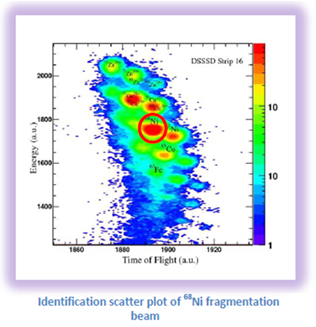 DSSSD Strip 16
2000
1800
1600
1400
Energy (a.u.)
1860
1880
1900
1920
Time of Flight (a.u.)
10
10
1
Identification scatter plot of ⁶⁸Ni fragmentation
beam